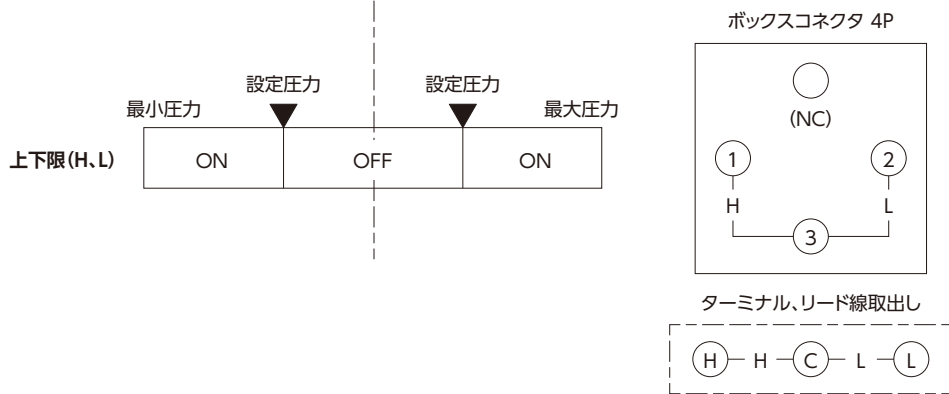 設定圧力 設定圧力
最小圧力 最大圧力
上下限(H、L) ON OFF ON
ボックスコネクタ 4P
(NC)
1 2
H L
3
ターミナル、リード線取出し
H H C L L